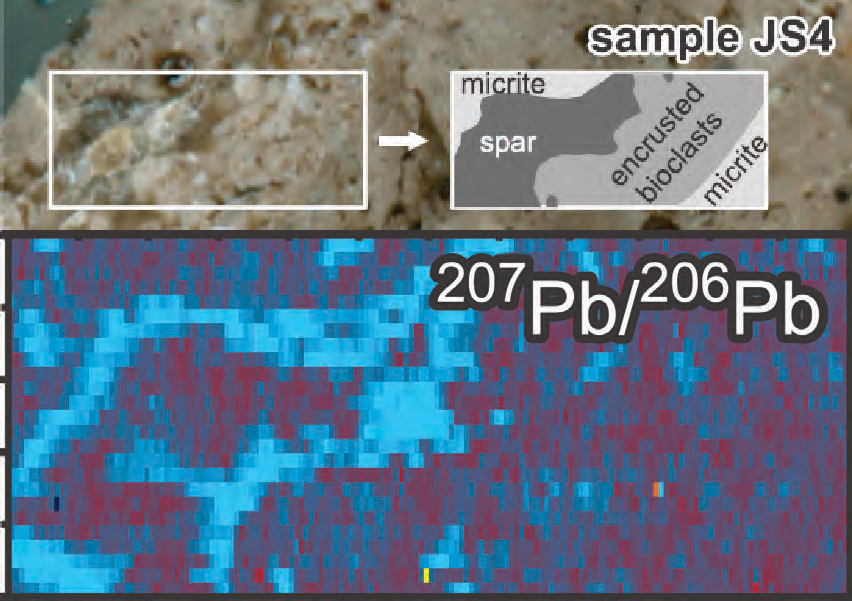 sample JS4
micrite
spar
encrusted
bioclasts
micrite
207Pb/206Pb